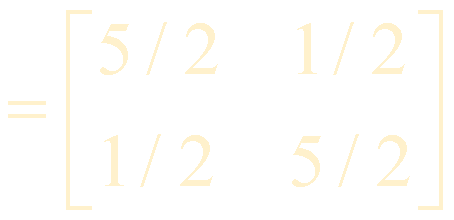 = [ 5/2 1/2
1/2 5/2 ]